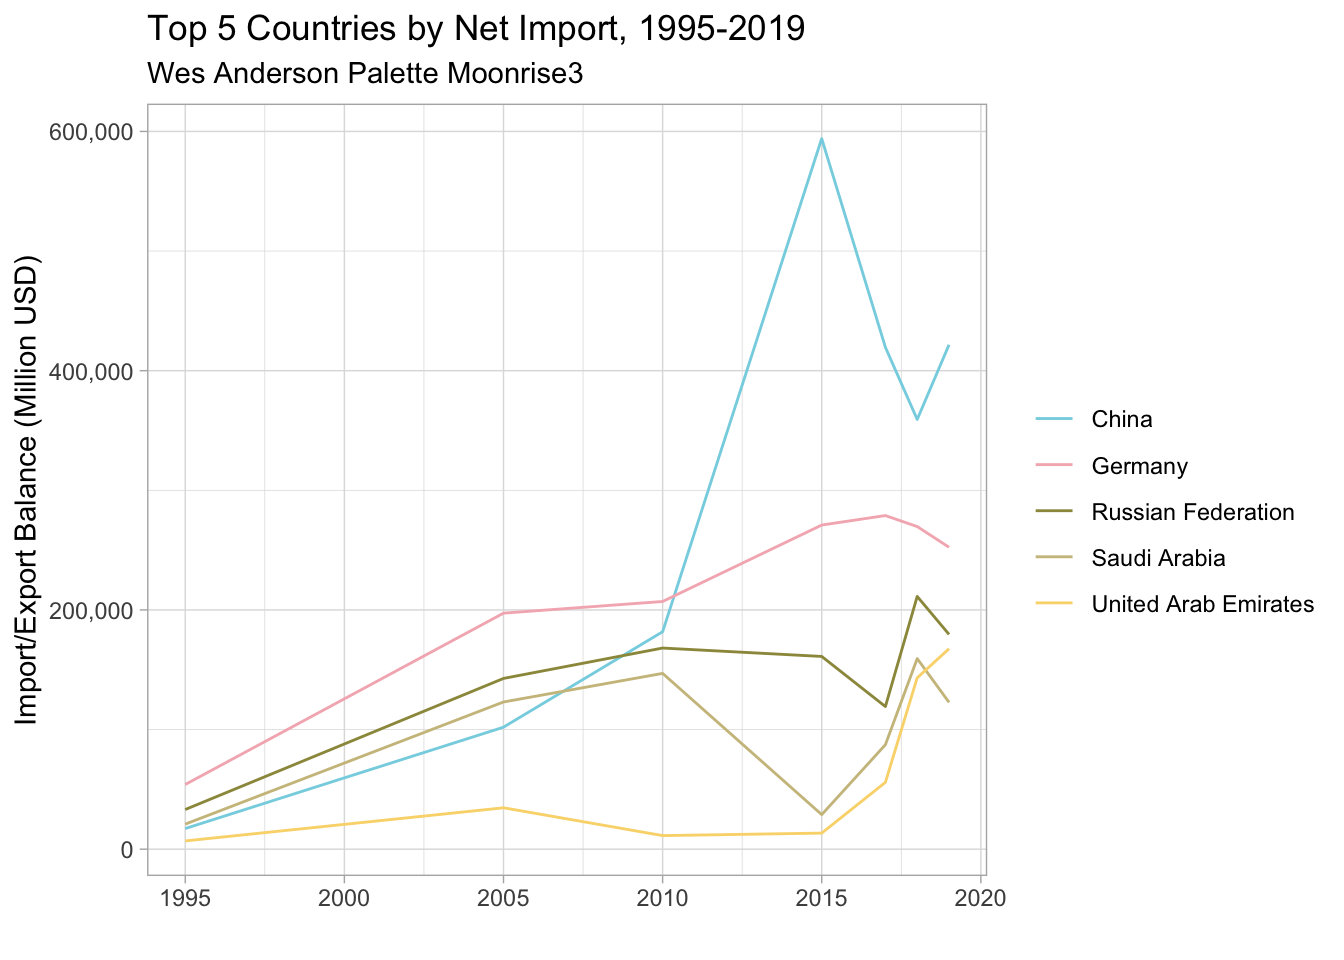 Top 5 Countries by Net Import, 1995-2019
Wes Anderson Palette Moonrise3
Import/Export Balance (Million USD)
600,000
400,000
200,000
0
1995
2000
2005
2010
2015
2020
China
Germany
Russian Federation
Saudi Arabia
United Arab Emirates